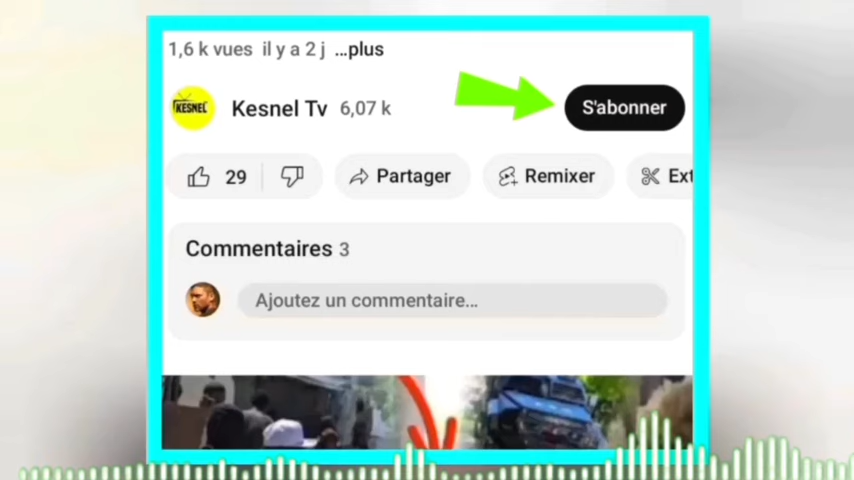 1,6 k vues il y a 2 j ...plus
KESNEL
Kesnel Tv 6,07 k
S'abonner
29
Partager
Remixer
Ext
Commentaires 3
Ajoutez un commentaire...